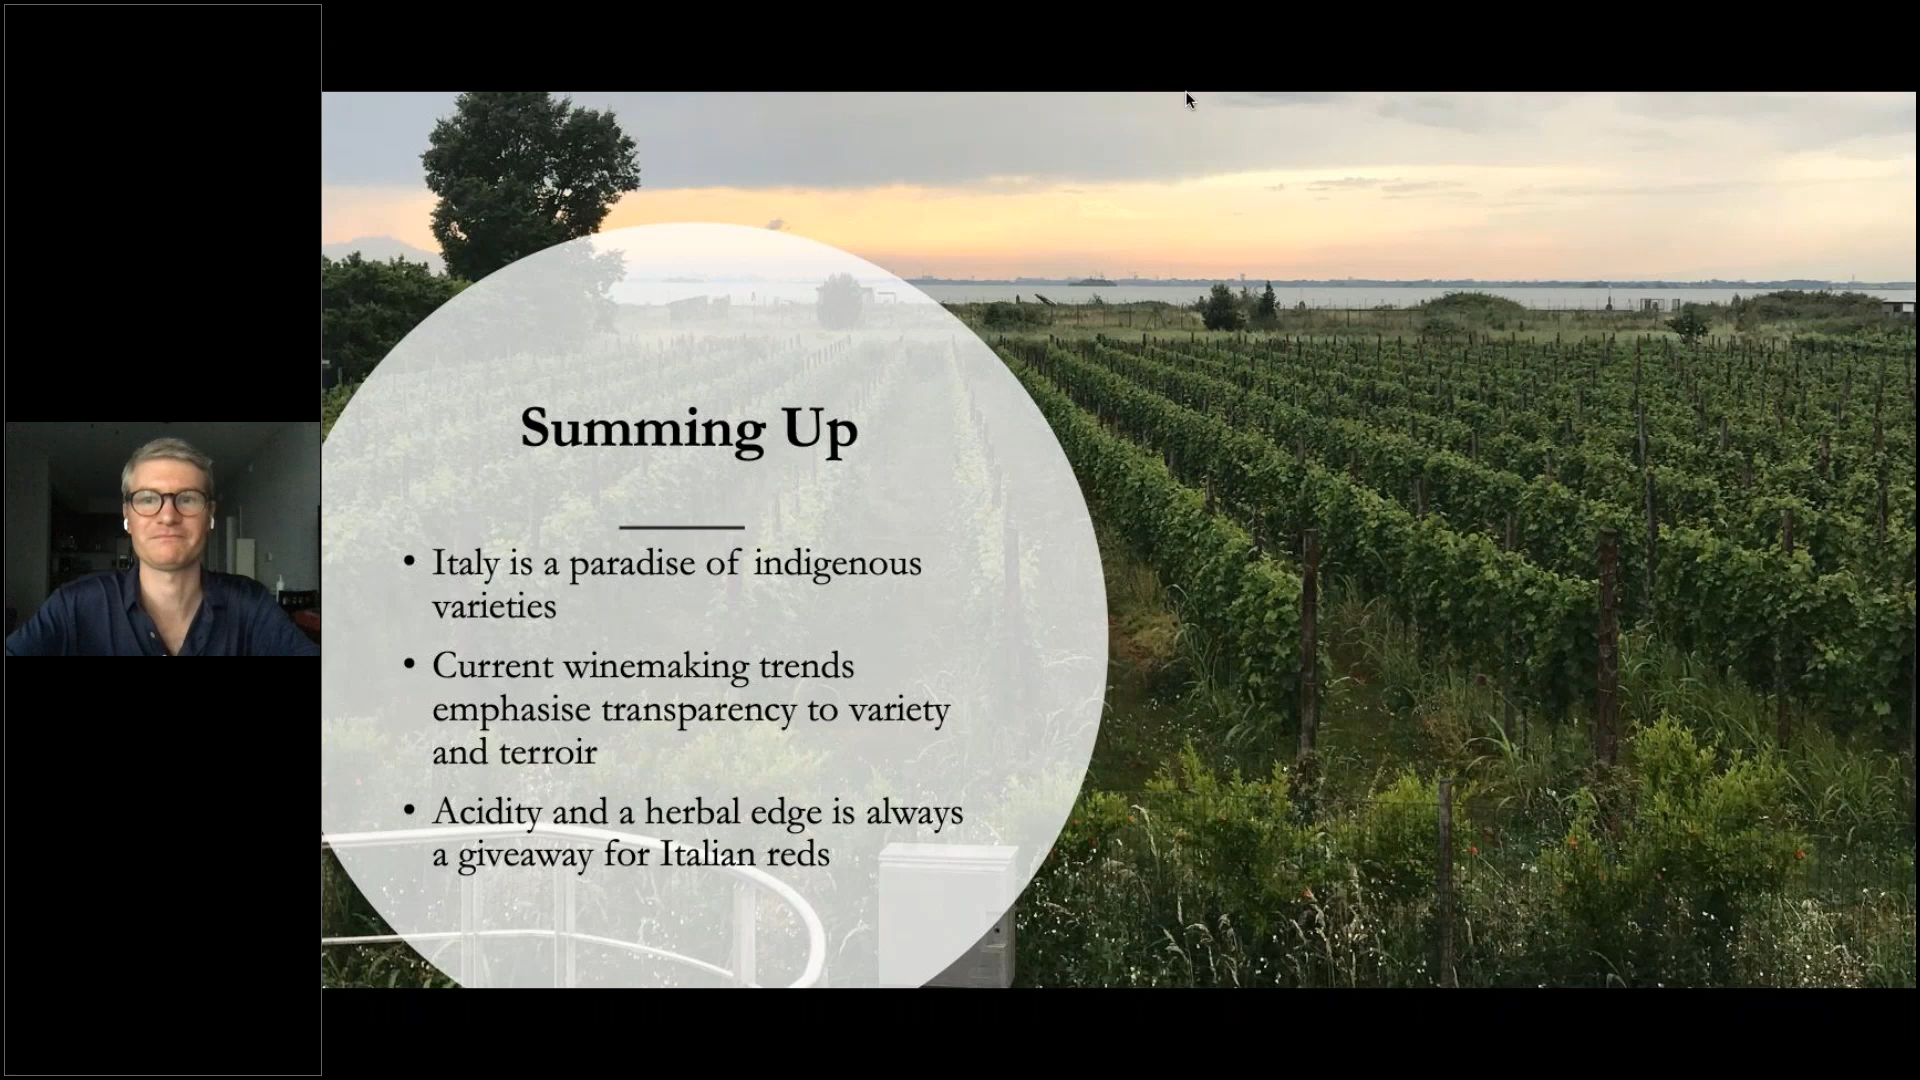 Summing Up
• Italy is a paradise of indigenous
varieties
• Current winemaking trends
emphasise transparency to variety
and terroir
• Acidity and a herbal edge is always
a giveaway for Italian reds